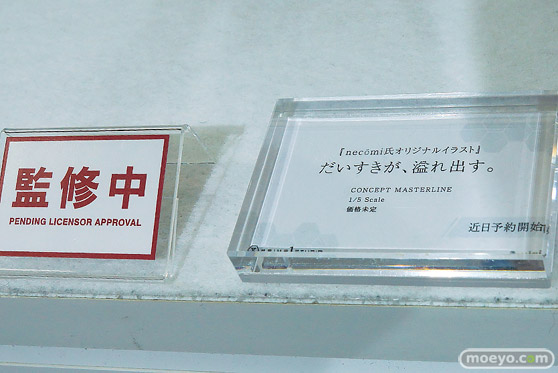 監修中
PENDING LICENSOR APPROVAL
『necömi氏オリジナルイラスト』
だいすきが、溢れ出す。
CONCEPT MASTERLINE
1/5 Scale
価格未定
近日予約開始
moeyo.com